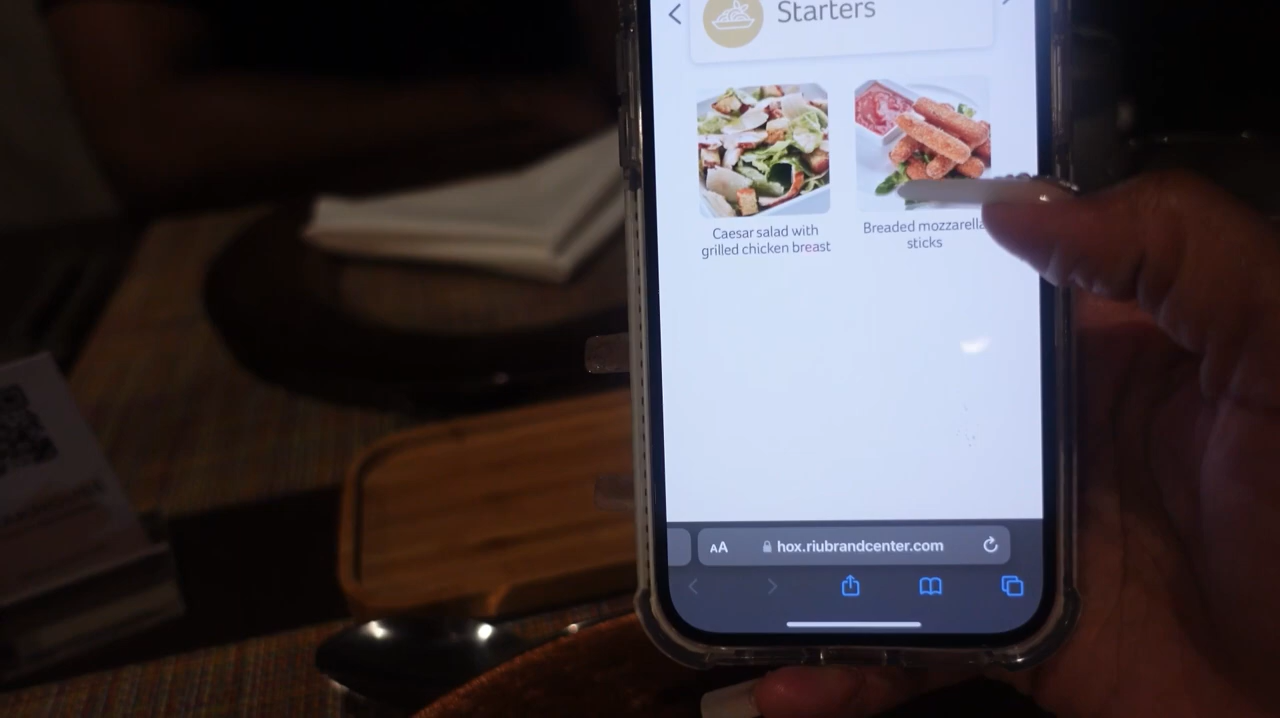 Starters
Caesar salad with
grilled chicken breast
Breaded mozzarella
sticks
AA
hox.riubrandcenter.com